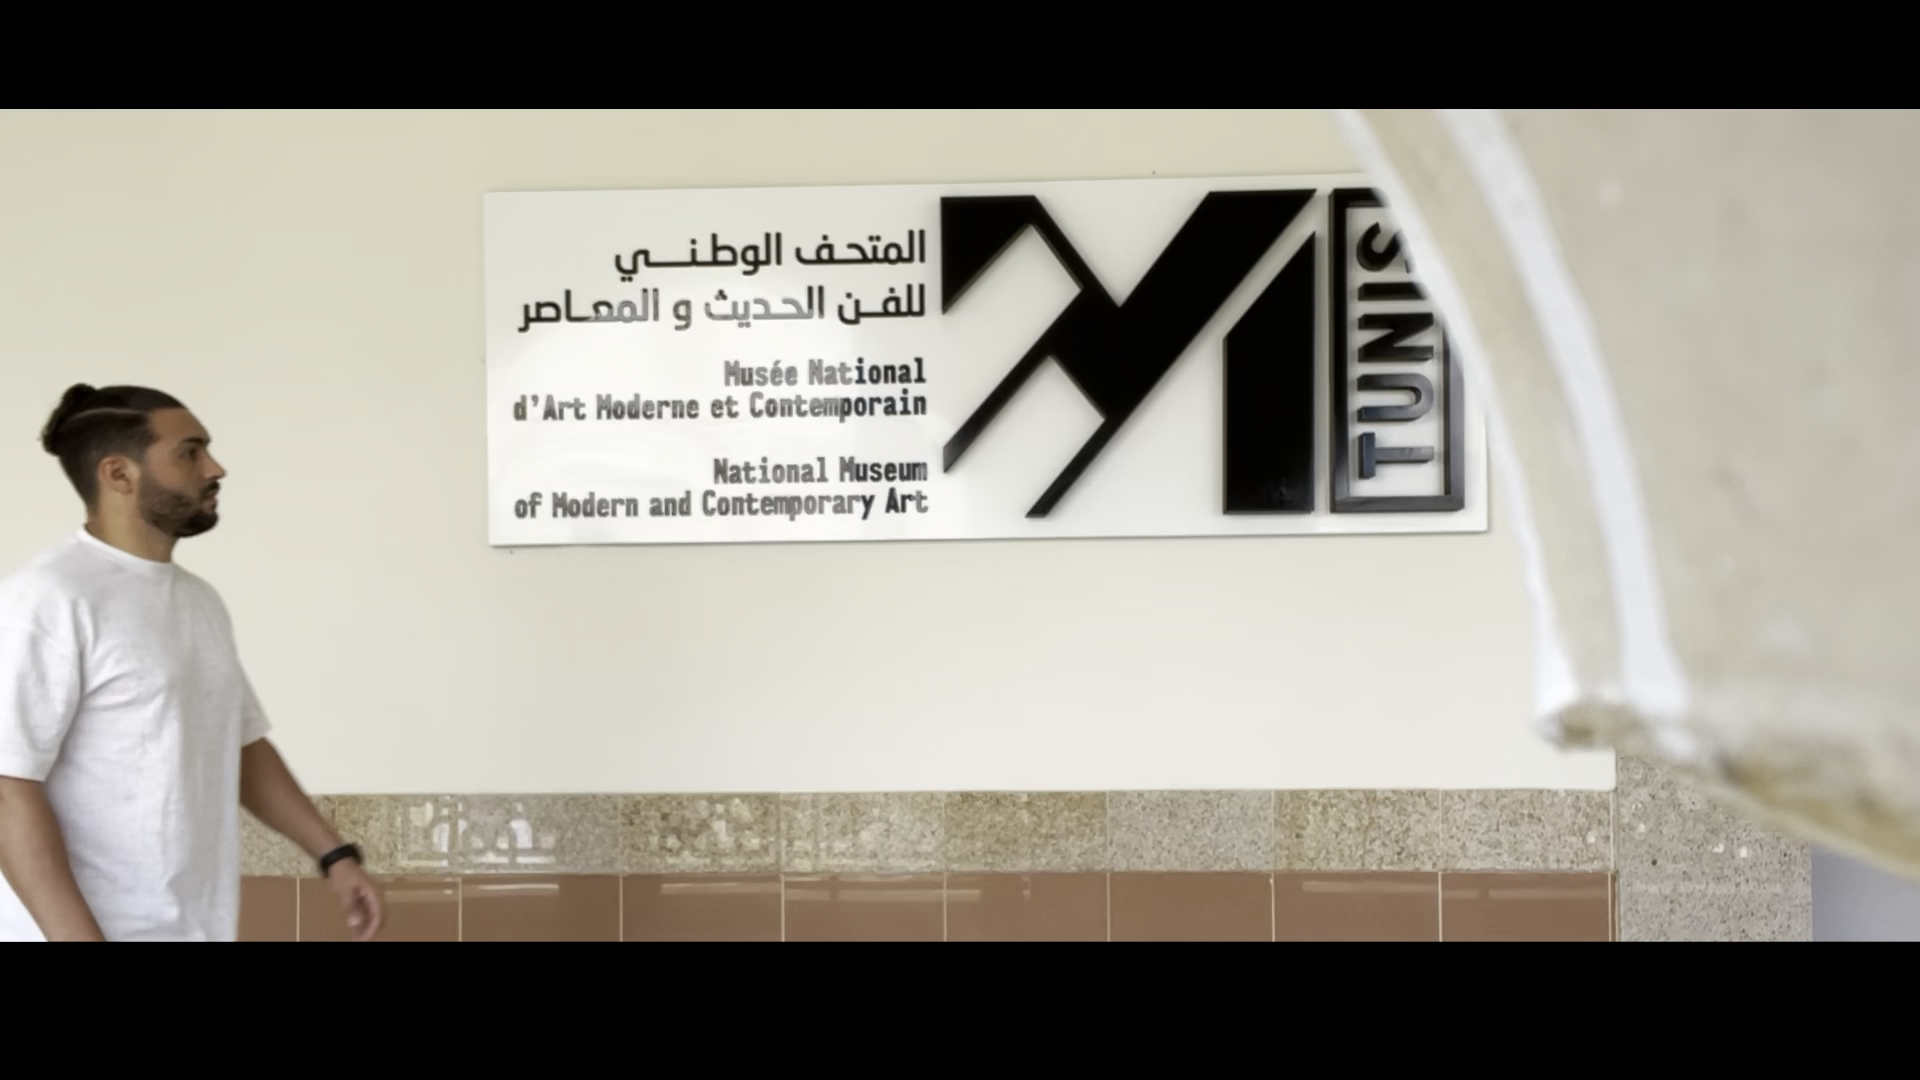 المتحف الوطني
للفن الحديث و المعاصر
Musée National
d'Art Moderne et Contemporain
National Museum
of Modern and Contemporary Art
TUNIS